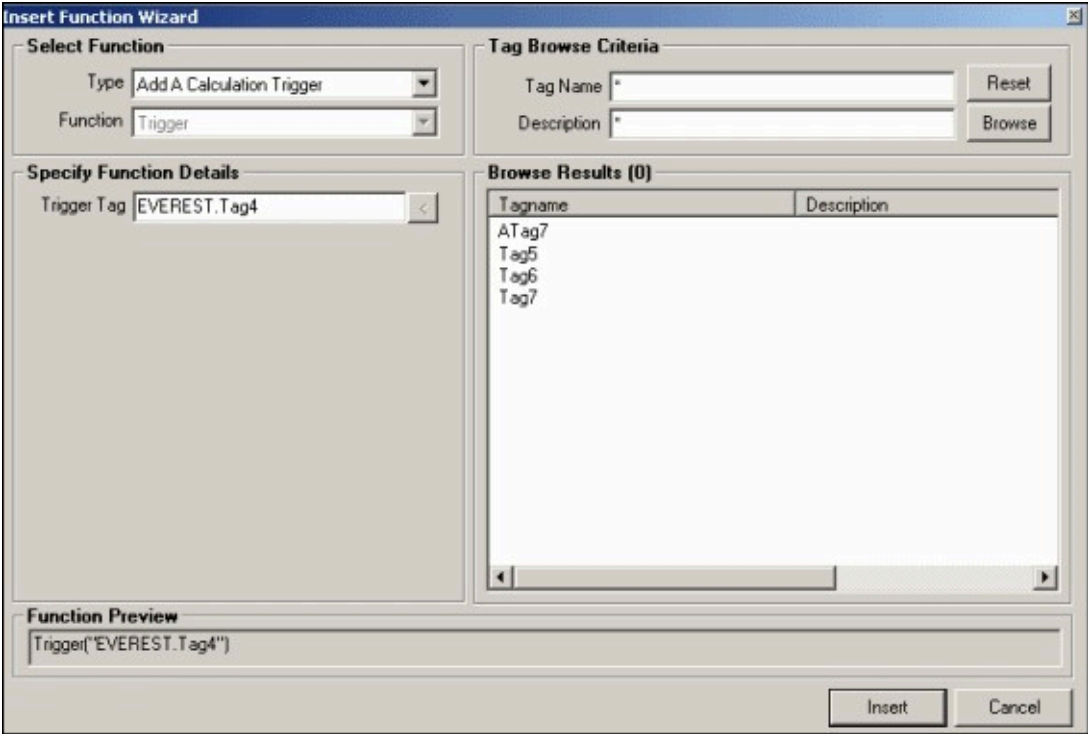 Insert Function Wizard
Select Function
Type Add A Calculation Trigger
Function Trigger
Tag Browse Criteria
Tag Name * Reset
Description * Browse
Specify Function Details
Trigger Tag EVEREST.Tag4 <
Browse Results (0)
Tagname Description
ATag7
Tag5
Tag6
Tag7
Function Preview
Trigger("EVEREST.Tag4")
Insert Cancel